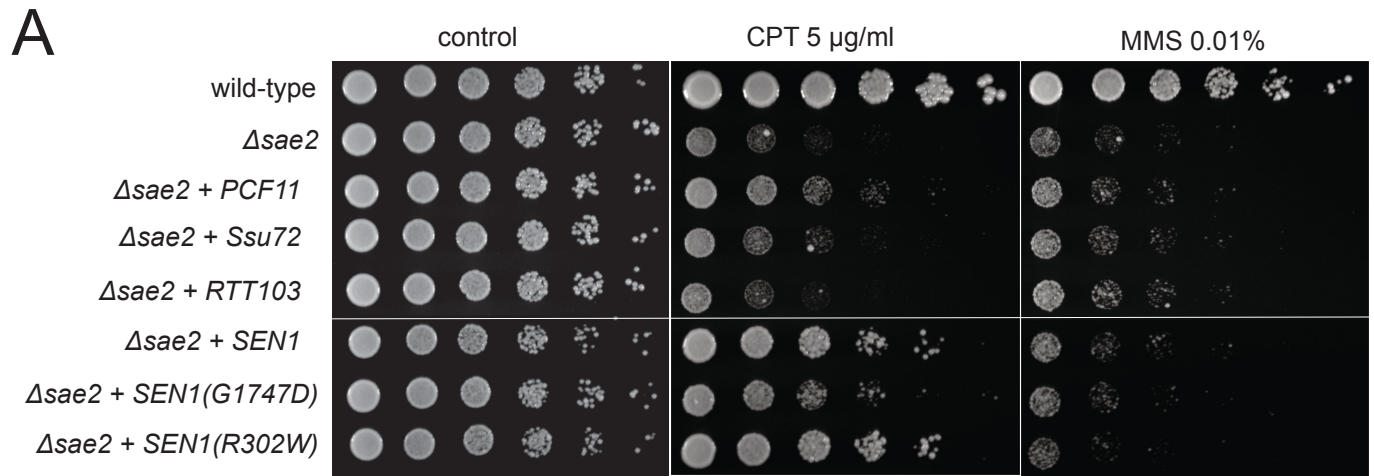 A
control
CPT 5 µg/ml
MMS 0.01%
wild-type
Δsae2
Δsae2 + PCF11
Δsae2 + Ssu72
Δsae2 + RTT103
Δsae2 + SEN1
Δsae2 + SEN1(G1747D)
Δsae2 + SEN1(R302W)